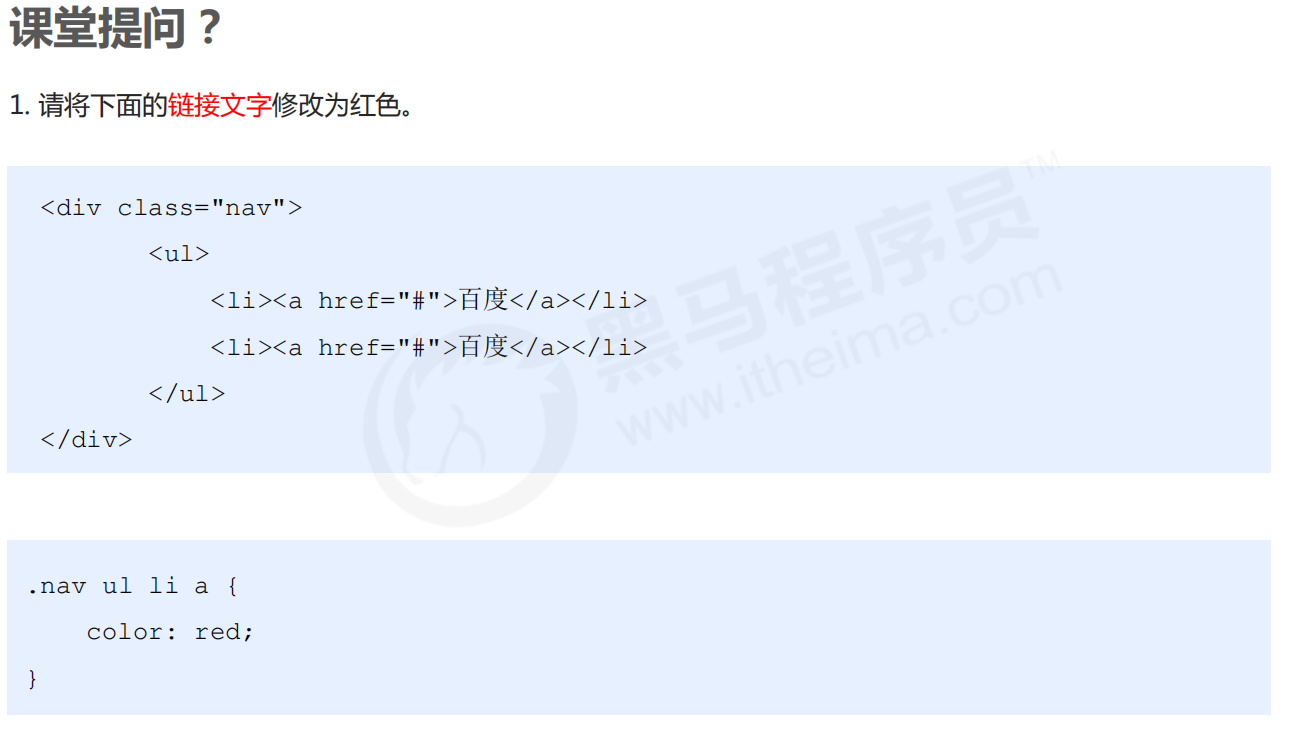 课堂提问？
1. 请将下面的链接文字修改为红色。
<div class="nav">
<ul>
<li><a href="#">百度</a></li>
<li><a href="#">百度</a></li>
</ul>
</div>
黑马程序员™
www.itheima.com
.nav ul li a {
color: red;
}